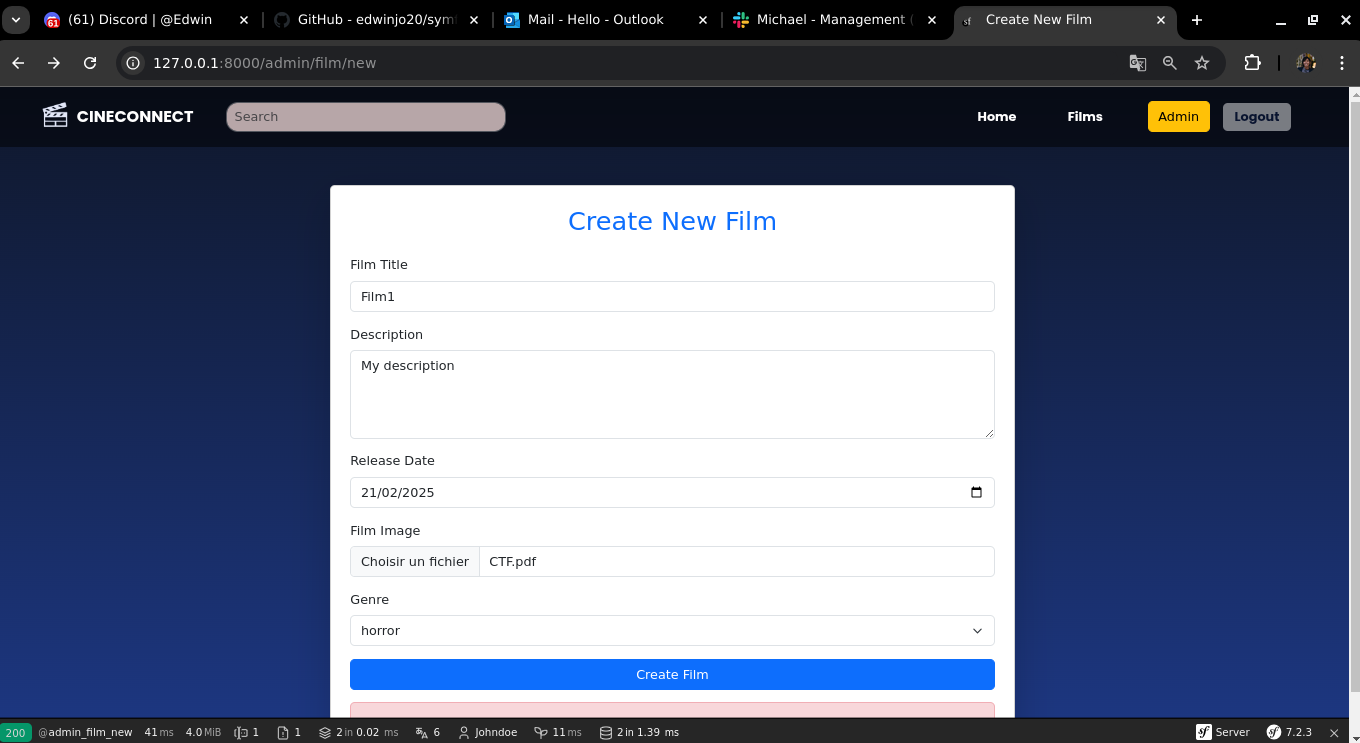 (61) Discord | @Edwin
GitHub - edwinjo20/sym
Mail - Hello - Outlook
Michael - Management (
Create New Film
127.0.0.1:8000/admin/film/new
CINECONNECT
Search
Home
Films
Admin
Logout
Create New Film
Film Title
Film1
Description
My description
Release Date
21/02/2025
Film Image
Choisir un fichier CTF.pdf
Genre
horror
Create Film
200 @admin_film_new 41 ms 4.0 MiB 1 1 2 in 0.02 ms 6 Johndoe 11 ms 2 in 1.39 ms Server 7.2.3